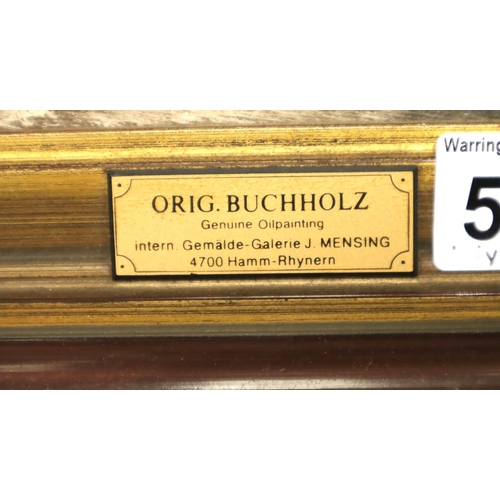 ORIG. BUCHHOLZ
Genuine Oilpainting
intern. Gemälde-Galerie J. MENSING
4700 Hamm-Rhynern
Warring
5